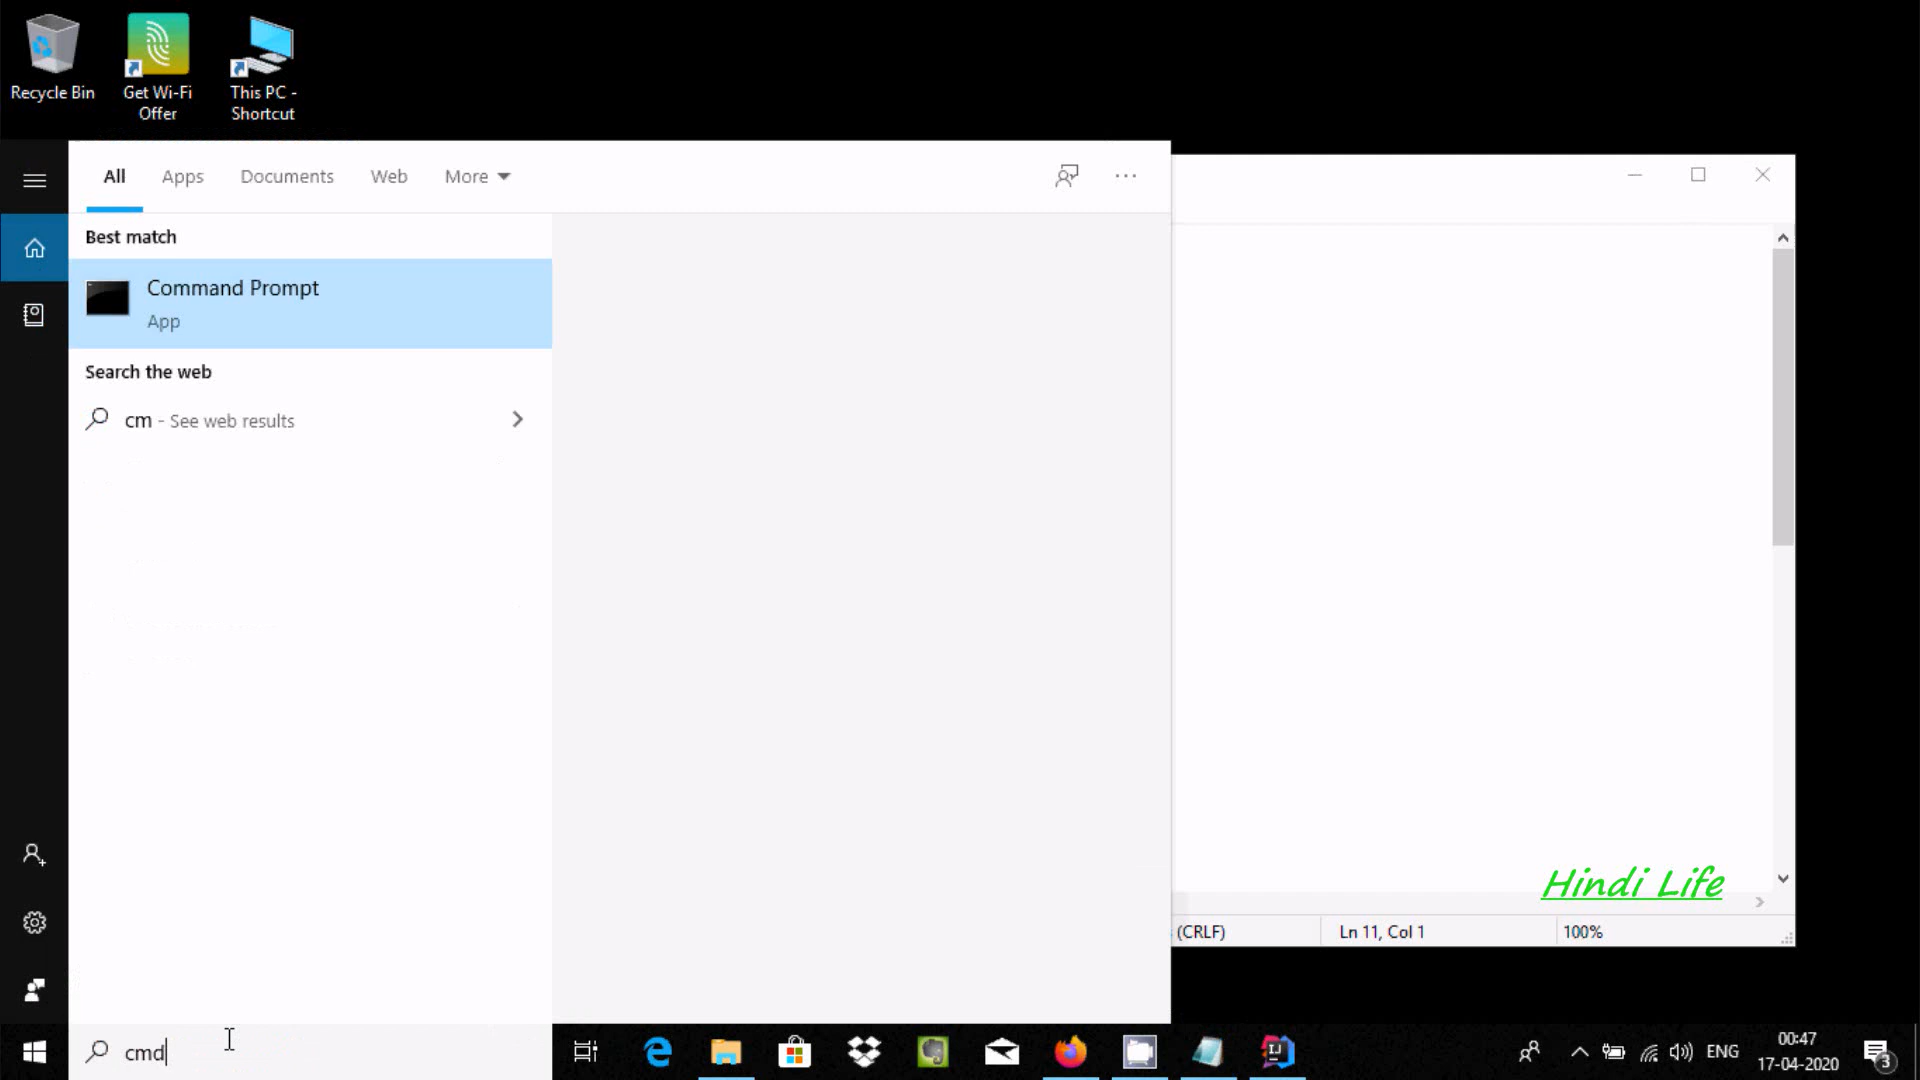 Recycle Bin
Get Wi-Fi
Offer
This PC -
Shortcut
All
Apps
Documents
Web
More
Best match
Command Prompt
App
Search the web
cm - See web results
Hindi Life
(CRLF)
Ln 11, Col 1
100%
cmd
ENG
00:47
17-04-2020
3